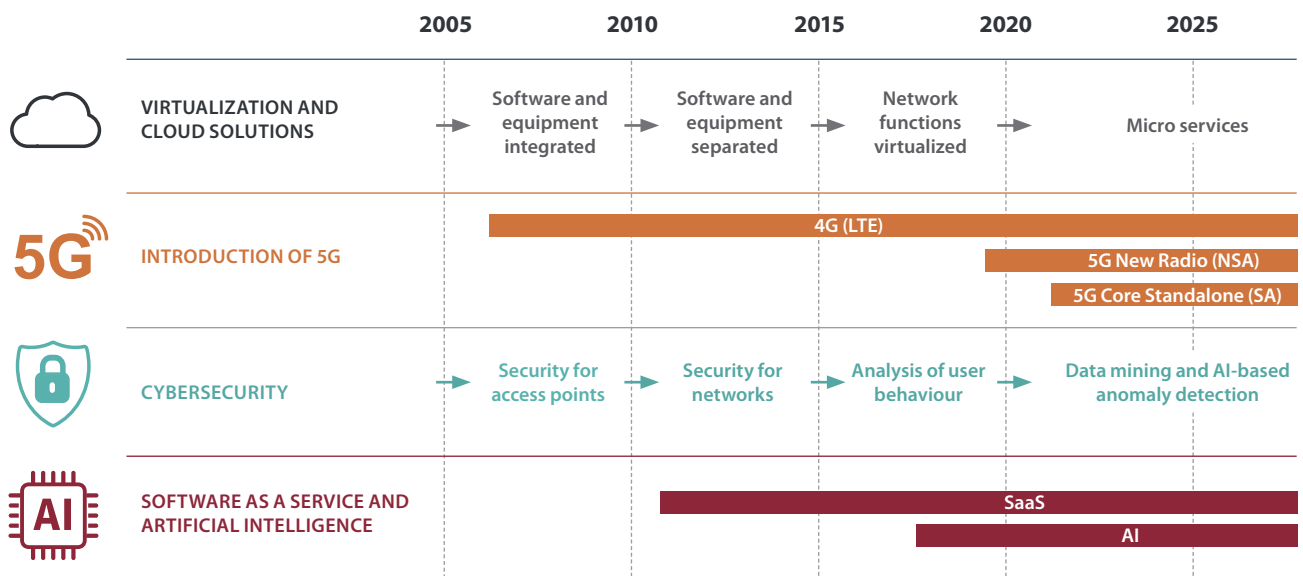 2005 2010 2015 2020 2025
VIRTUALIZATION AND
CLOUD SOLUTIONS
Software and
equipment
integrated
Software and
equipment
separated
Network
functions
virtualized
Micro services
5G
INTRODUCTION OF 5G
4G (LTE)
5G New Radio (NSA)
5G Core Standalone (SA)
CYBERSECURITY
Security for
access points
Security for
networks
Analysis of user
behaviour
Data mining and AI-based
anomaly detection
AI
SOFTWARE AS A SERVICE AND
ARTIFICIAL INTELLIGENCE
SaaS
AI